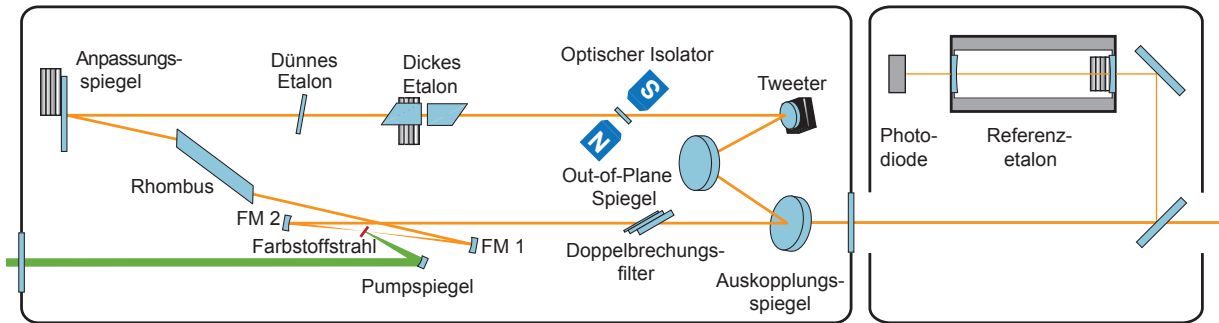 Anpassungs-
spiegel
Dünnes
Etalon
Dickes
Etalon
Optischer Isolator
S
N
Tweeter
Out-of-Plane
Spiegel
Rhombus
FM 2
Farbstoffstrahl
FM 1
Pumpspiegel
Doppelbrechungs-
filter
Auskopplungs-
spiegel
Photo-
diode
Referenz-
etalon